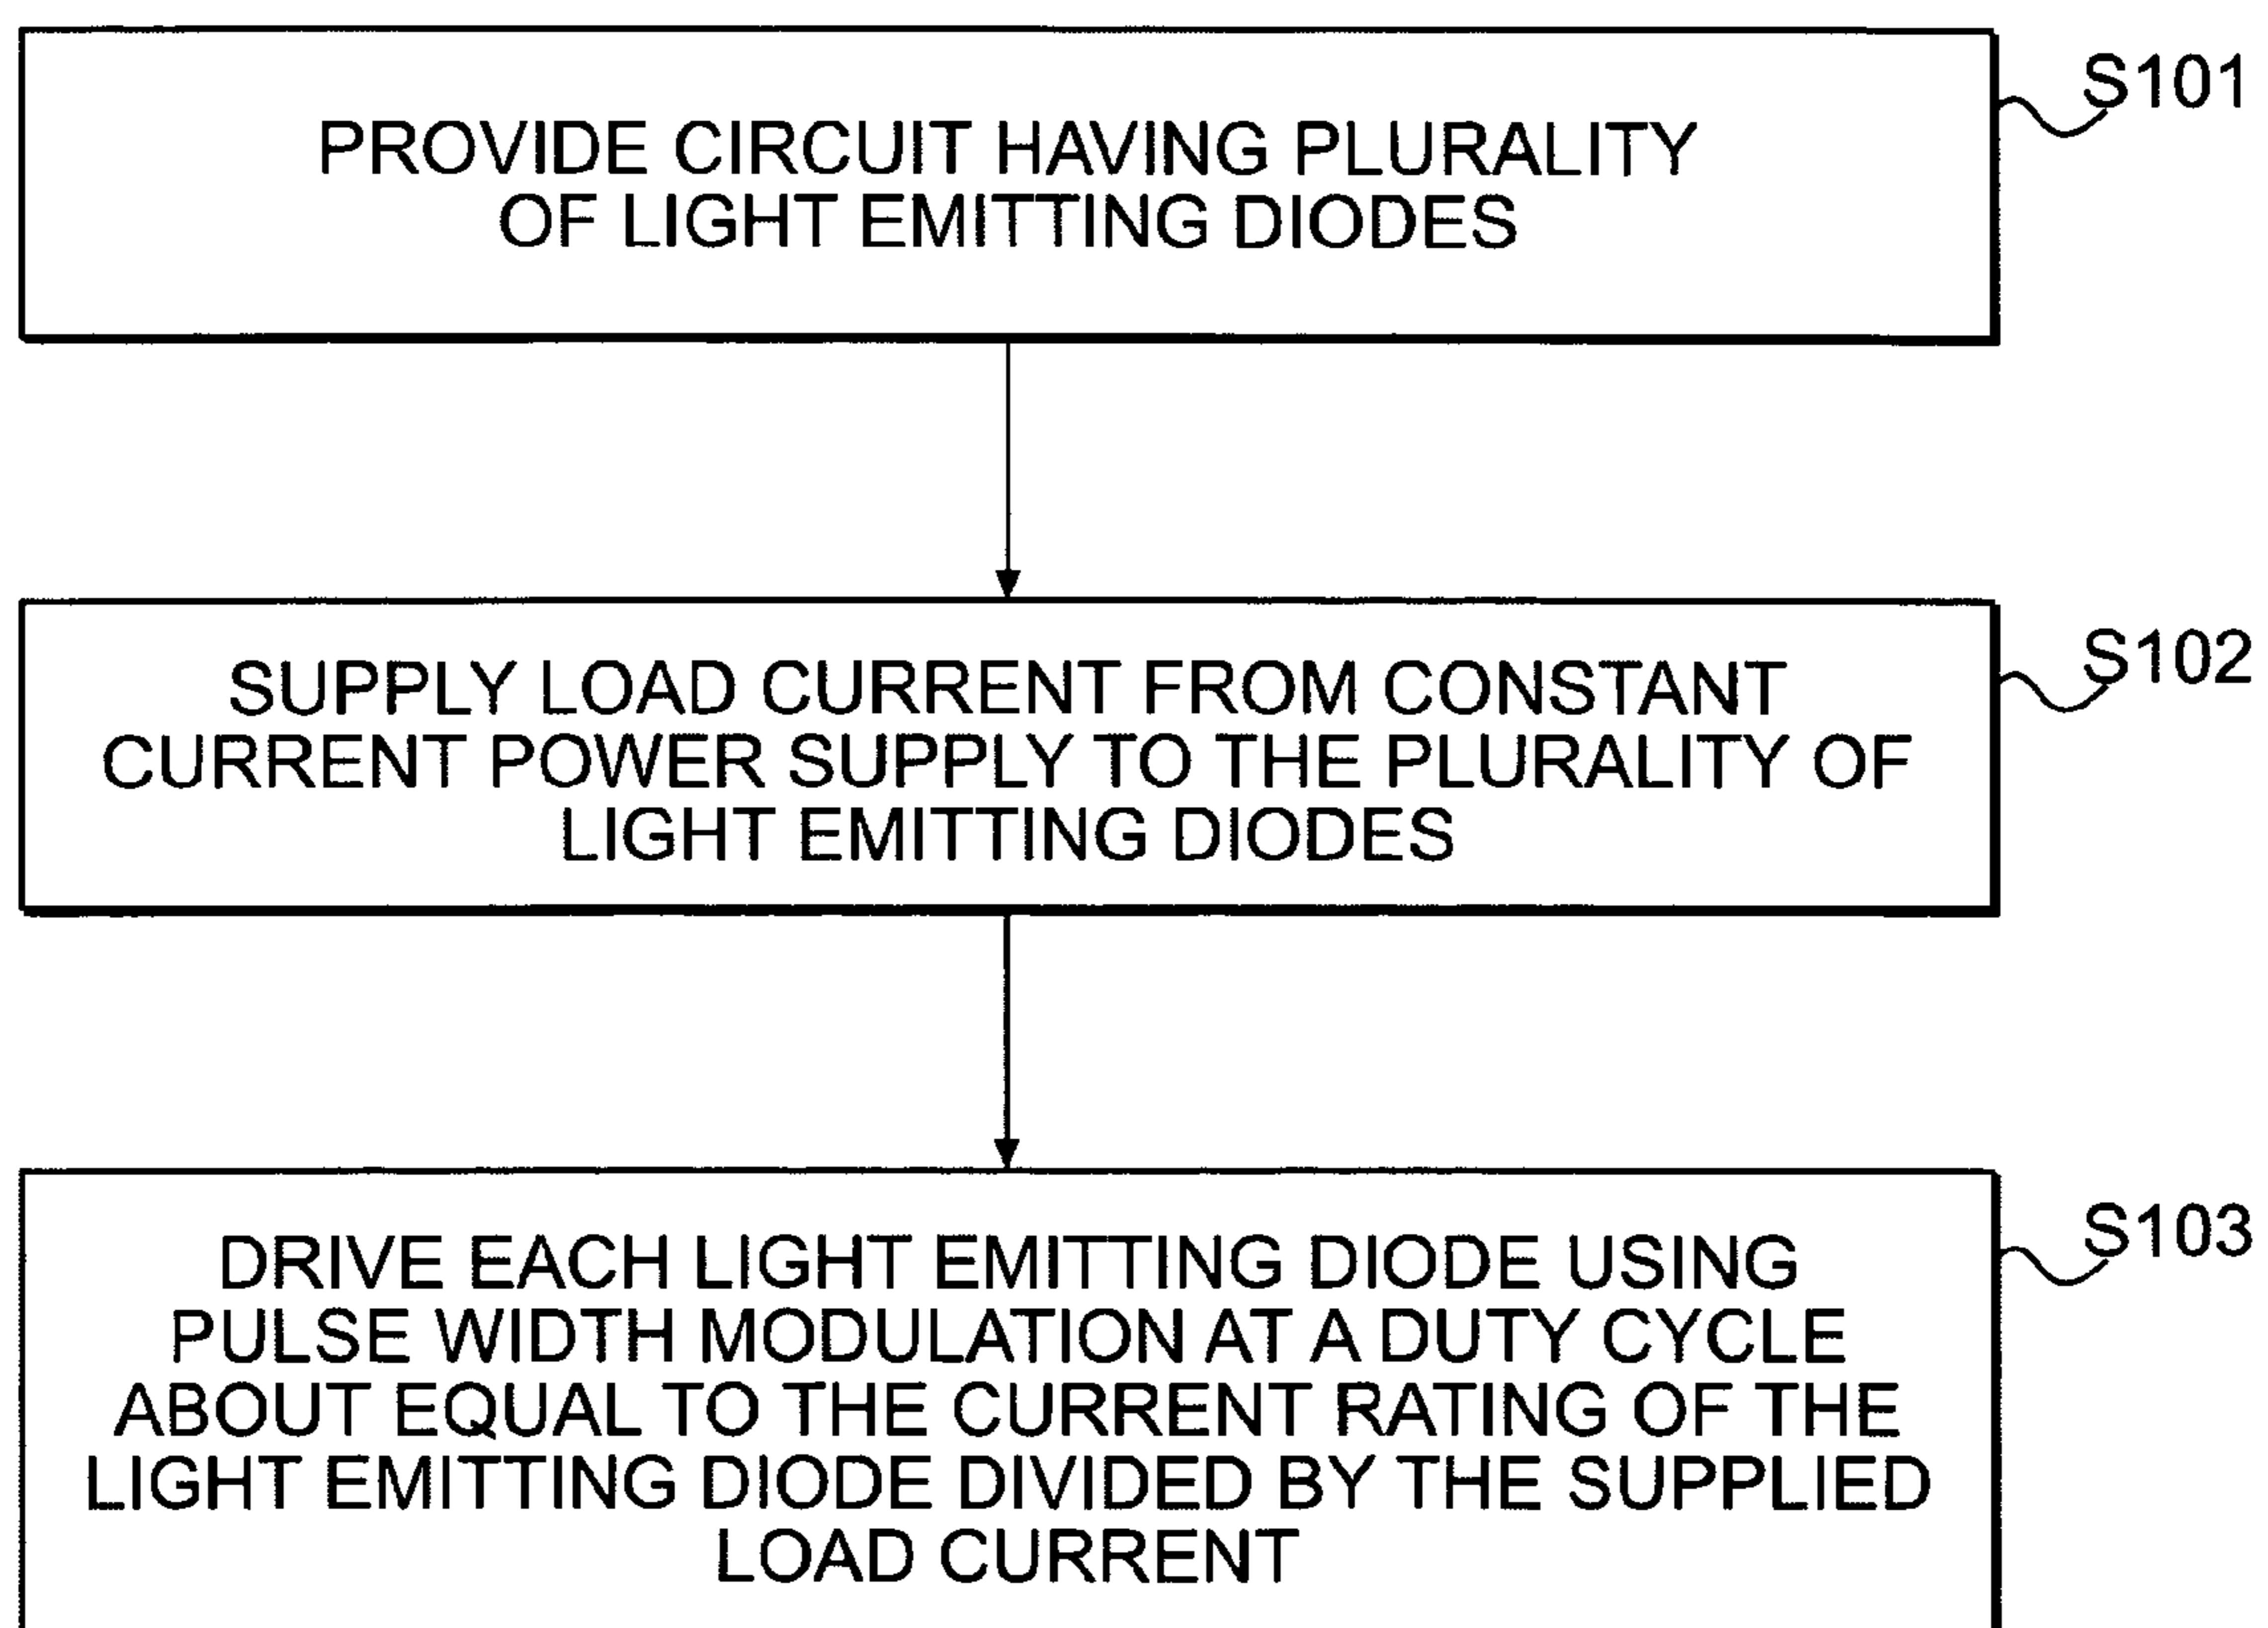 PROVIDE CIRCUIT HAVING PLURALITY
OF LIGHT EMITTING DIODES
S101
SUPPLY LOAD CURRENT FROM CONSTANT
CURRENT POWER SUPPLY TO THE PLURALITY OF
LIGHT EMITTING DIODES
S102
DRIVE EACH LIGHT EMITTING DIODE USING
PULSE WIDTH MODULATION AT A DUTY CYCLE
ABOUT EQUAL TO THE CURRENT RATING OF THE
LIGHT EMITTING DIODE DIVIDED BY THE SUPPLIED
LOAD CURRENT
S103